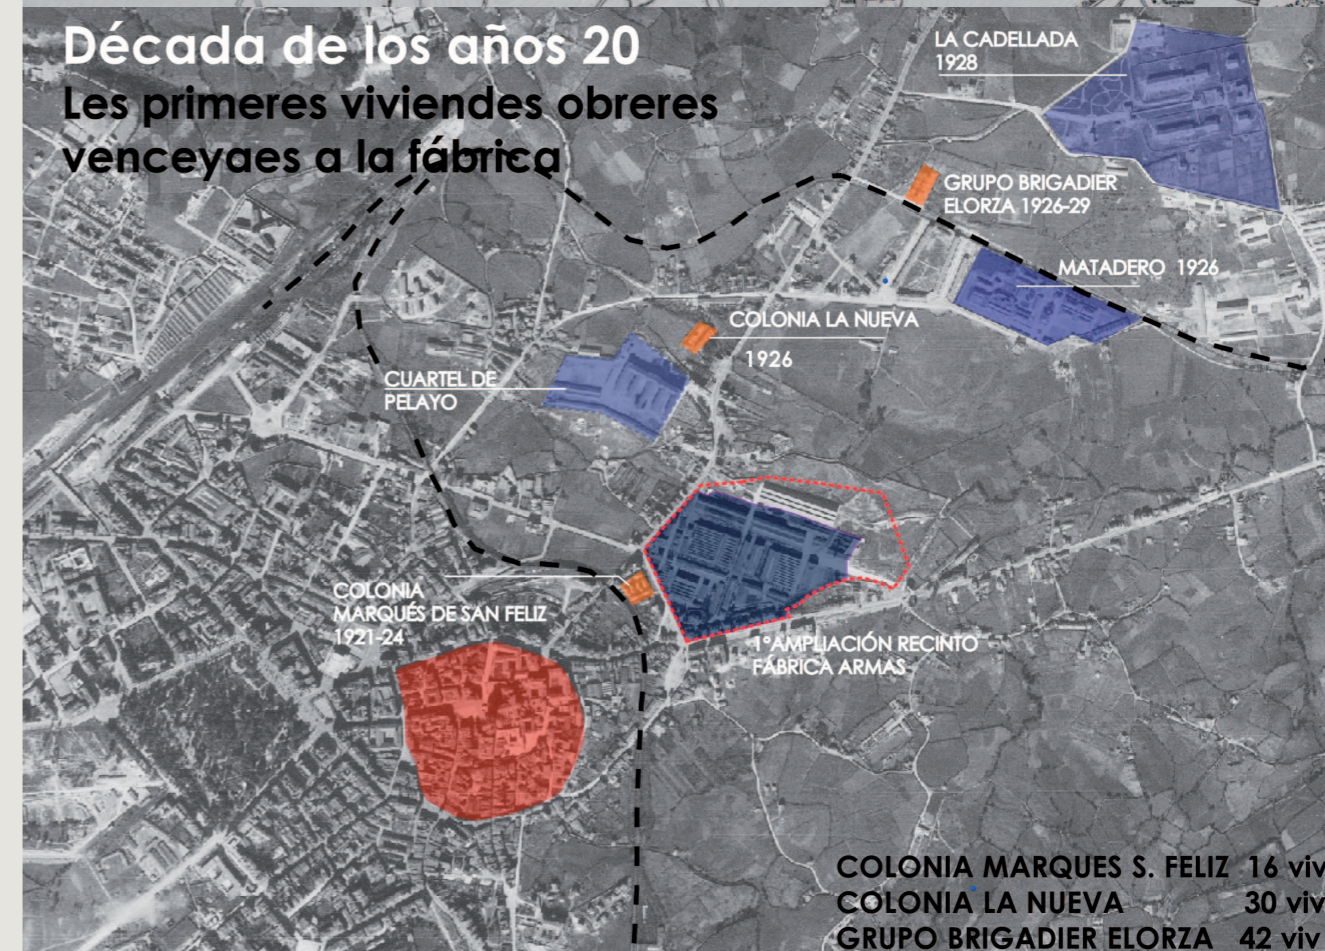 Década de los años 20
Les primeres viviendes obreres
venceyaes a la fábrica
LA CADELLADA
1928
GRUPO BRIGADIER
ELORZA 1926-29
MATADERO 1926
COLONIA LA NUEVA
1926
CUARTEL DE
PELAYO
COLONIA
MARQUÉS DE SAN FELIZ
1921-24
1ºAMPLIACIÓN RECINTO
FÁBRICA ARMAS
COLONIA MARQUES S. FELIZ 16 viv
COLONIA LA NUEVA 30 viv
GRUPO BRIGADIER ELORZA 42 viv